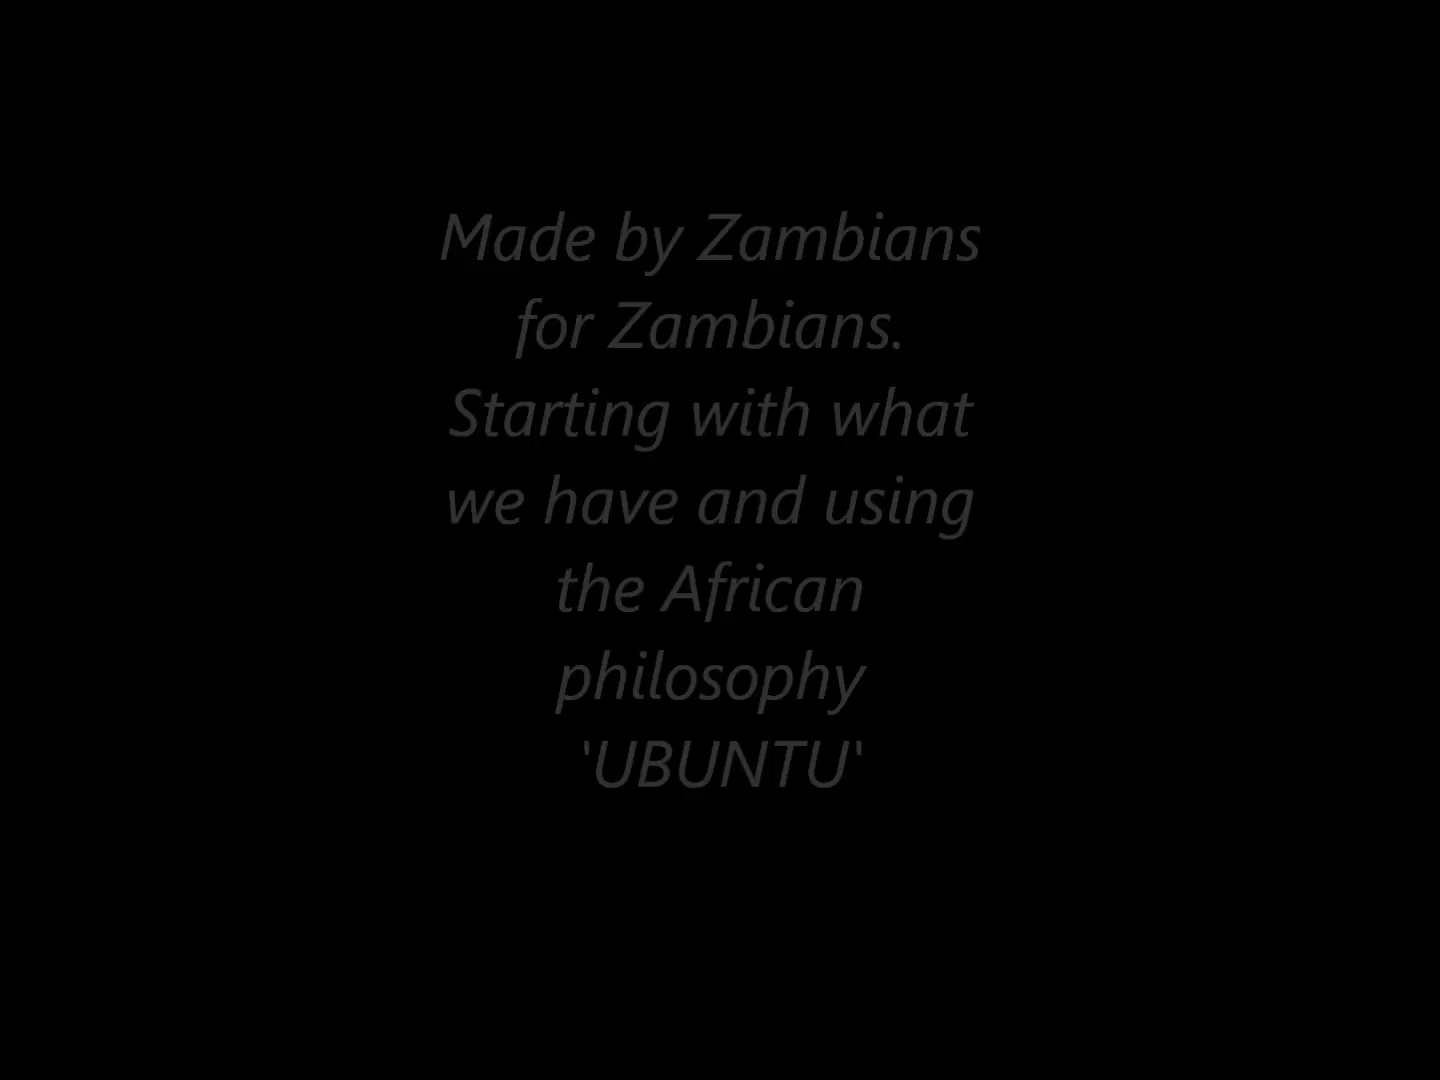 Made by Zambians
for Zambians.
Starting with what
we have and using
the African
philosophy
'UBUNTU'